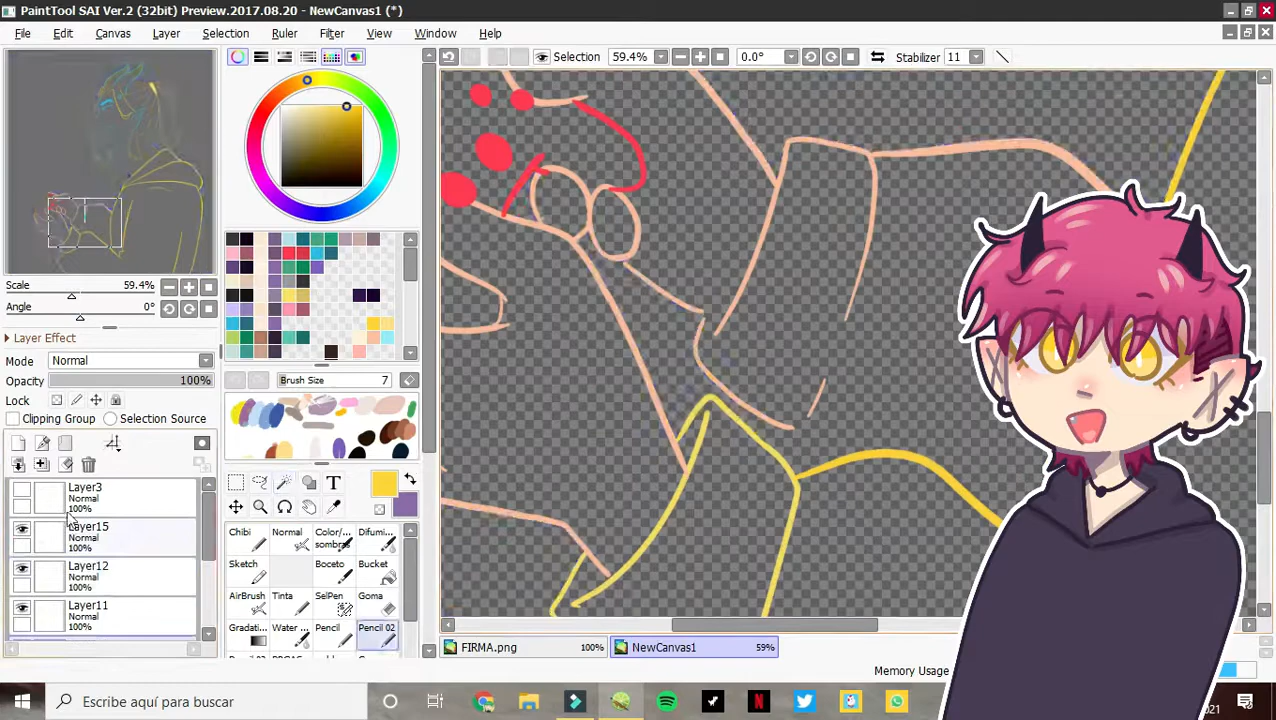 PaintTool SAI Ver.2 (32bit) Preview.2017.08.20 - NewCanvas1 (*)
File Edit Canvas Layer Selection Ruler Filter View Window Help
Selection 59.4% 0.0° Stabilizer 11
Scale 59.4%
Angle 0°
Layer Effect
Mode Normal
Opacity 100%
Lock
Clipping Group Selection Source
Brush Size 7
T
Layer3
Normal
100%
Layer15
Normal
100%
Layer12
Normal
100%
Layer11
Normal
100%
Chibi Normal Color/ sombras Difumi..
Sketch Boceto Bucket
AirBrush Tinta SelPen Goma
Gradati.. Water .. Pencil Pencil 02
FIRMA.png 100% NewCanvas1 59%
Memory Usage
Escribe aquí para buscar